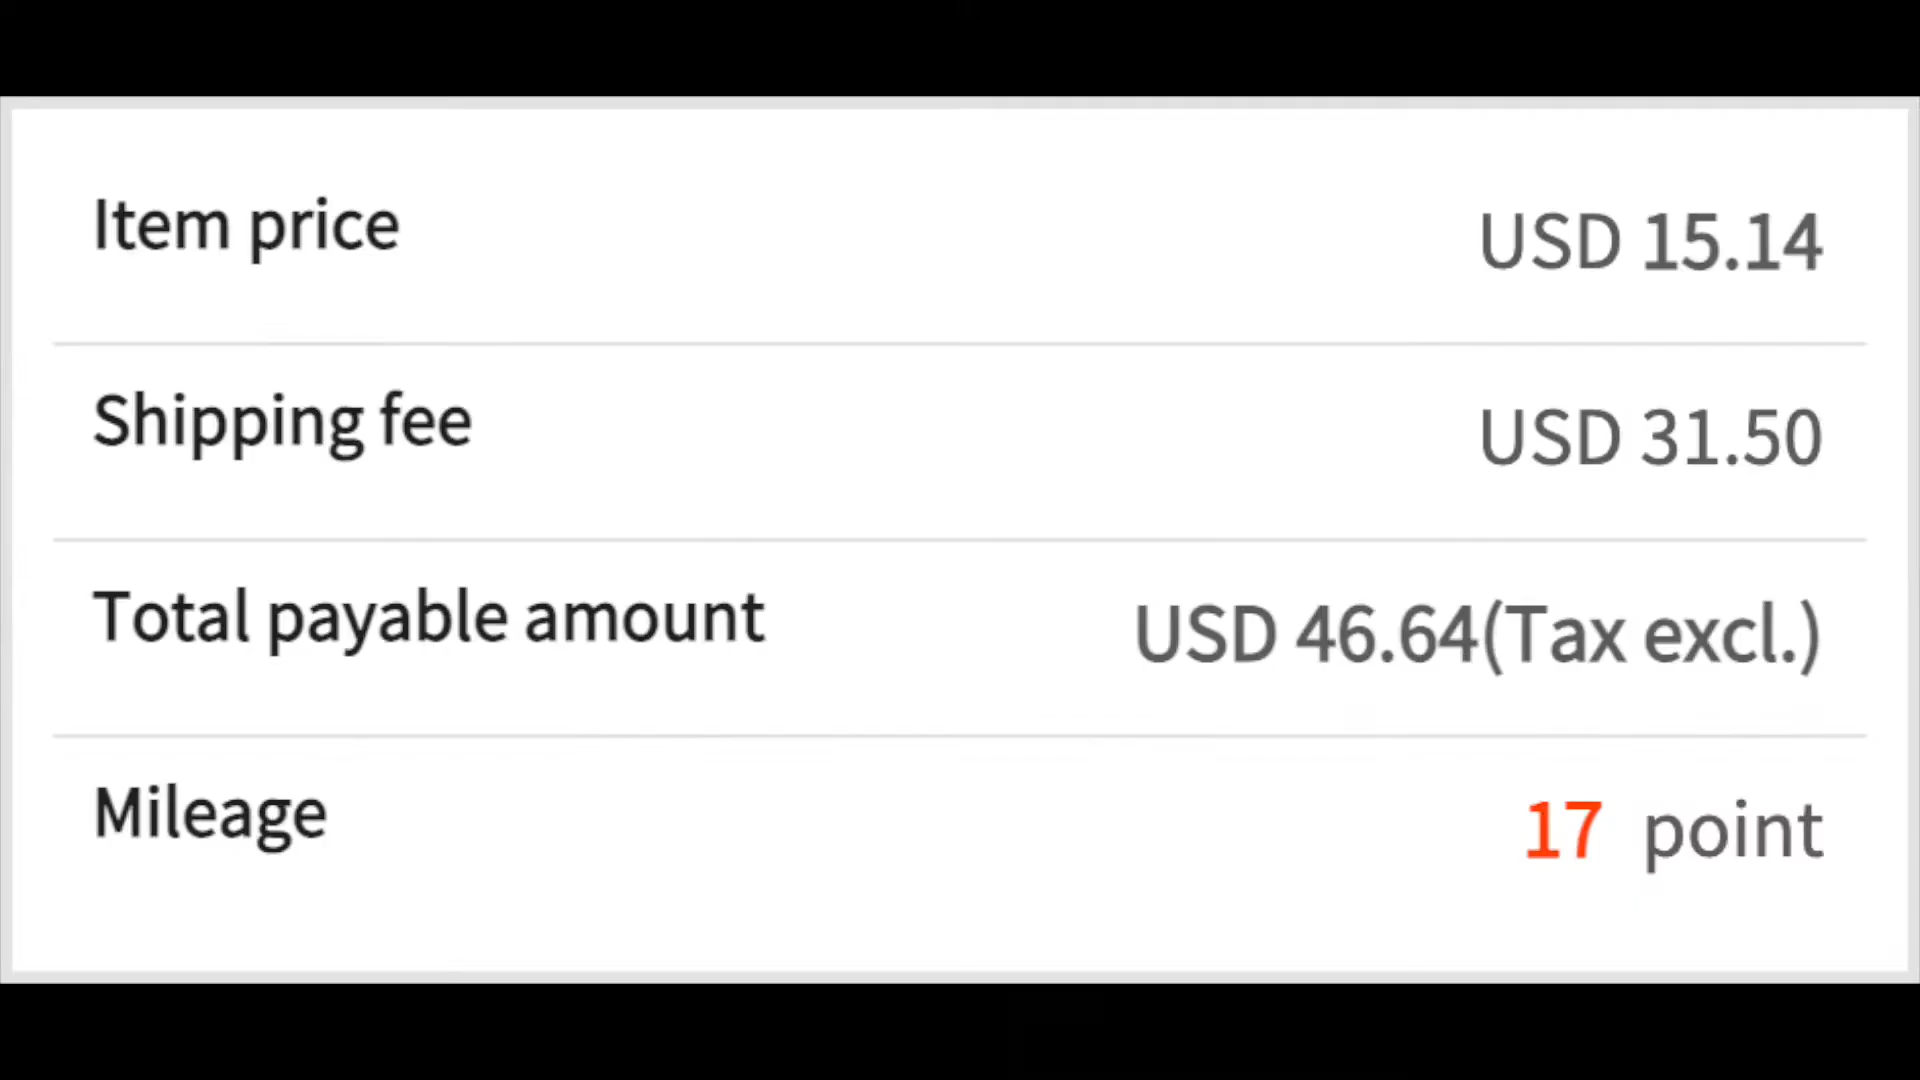 Item price USD 15.14
Shipping fee USD 31.50
Total payable amount USD 46.64(Tax excl.)
Mileage 17 point